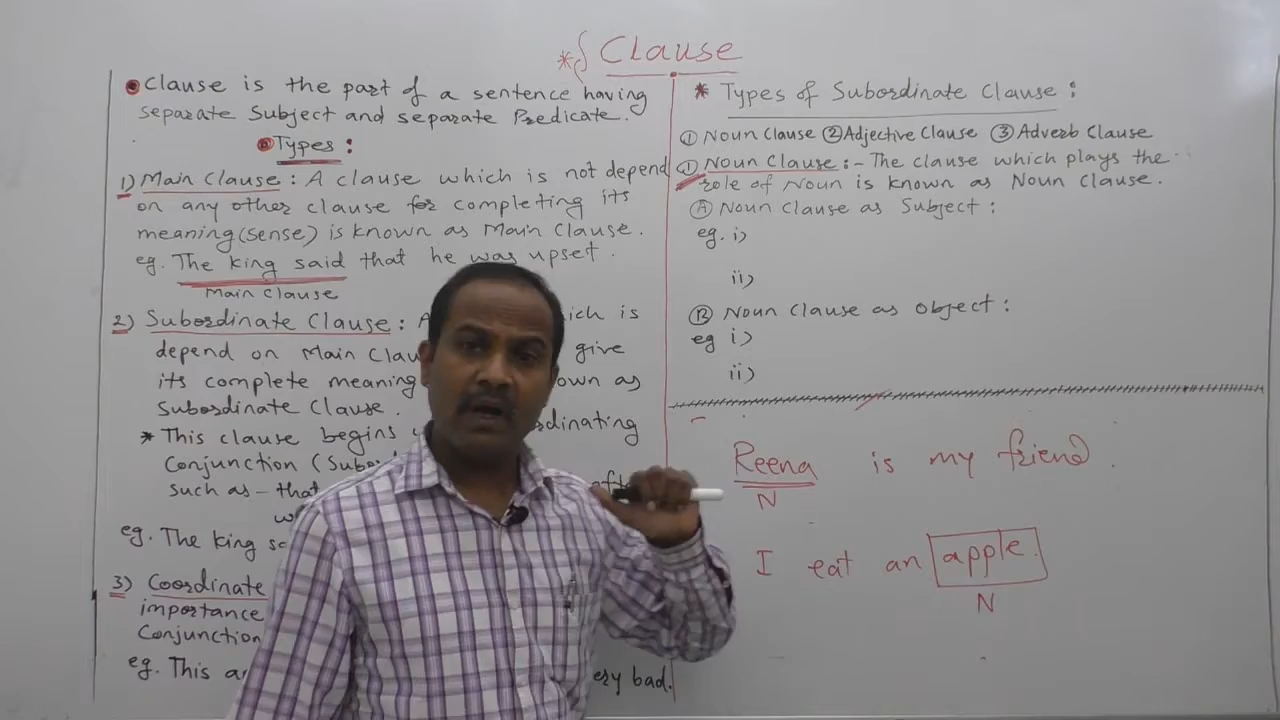 * { Clause
• Clause is the part of a sentence having
separate Subject and separate Predicate.
• Types :
1) Main Clause : A clause which is not depend
on any other clause for completing its
meaning (sense) is known as Main Clause.
eg. The king said that he was upset.
Main Clause
2) Subordinate Clause : A ich is
depend on Main Clau give
its complete meaning own as
Subordinate Clause.
* This clause begins dinating
Conjunction (Subo
such as - that
eg. The king sa
3) Coordinate
importance
Conjunction
eg. This a ery bad.
* Types of Subordinate Clause :
① Noun Clause ② Adjective Clause ③ Adverb Clause
① Noun Clause :- The clause which plays the
role of Noun is known as Noun Clause.
Ⓐ Noun Clause as Subject :
eg. i)
ii)
Ⓑ Noun Clause as Object :
eg i)
ii)
Reena is my friend.
N
I eat an apple.
N